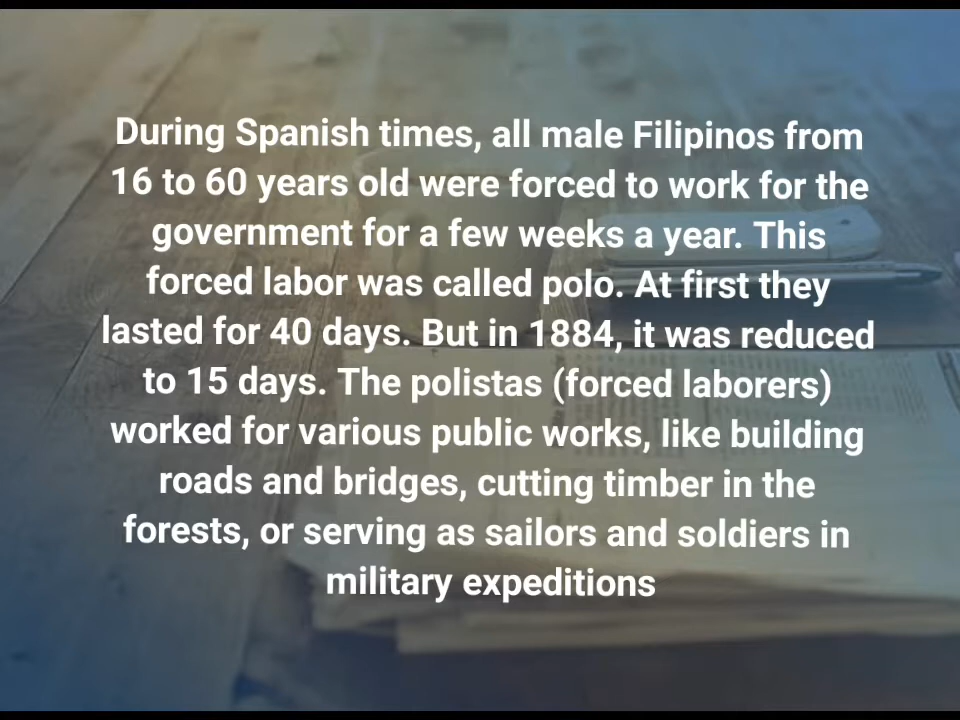 During Spanish times, all male Filipinos from
16 to 60 years old were forced to work for the
government for a few weeks a year. This
forced labor was called polo. At first they
lasted for 40 days. But in 1884, it was reduced
to 15 days. The polistas (forced laborers)
worked for various public works, like building
roads and bridges, cutting timber in the
forests, or serving as sailors and soldiers in
military expeditions